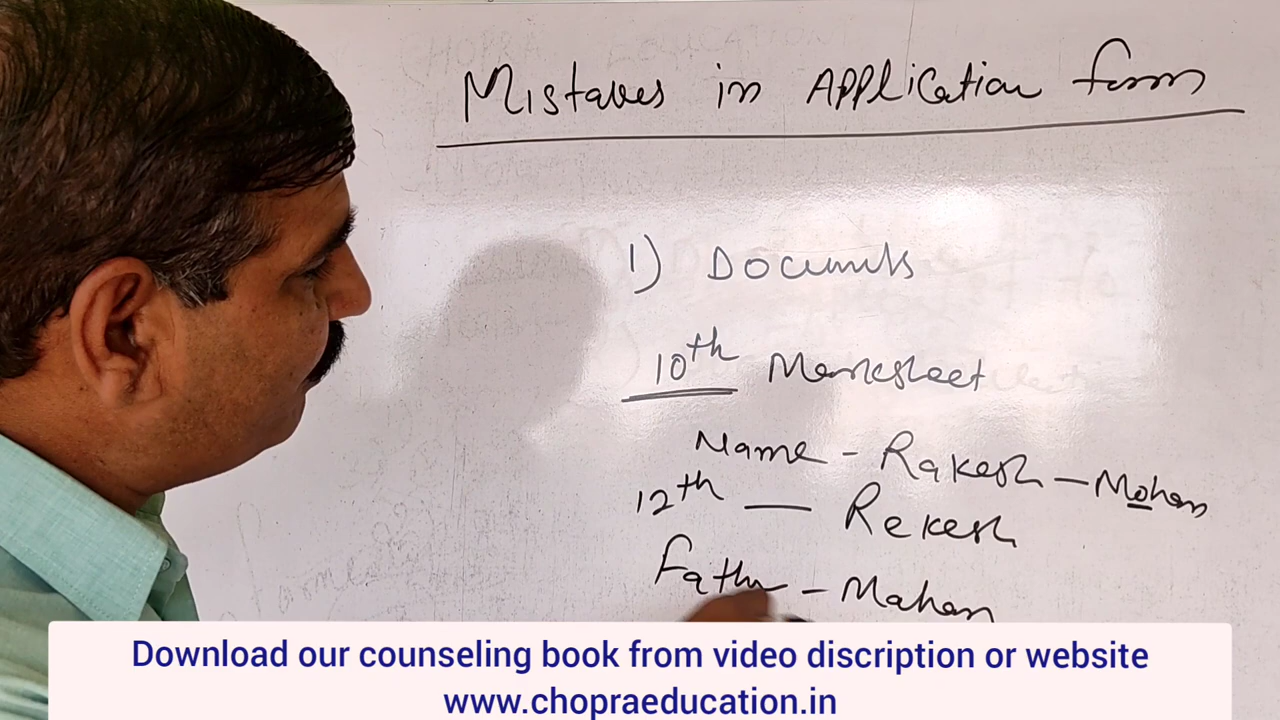 Mistakes in Application form
1) Documents
10th Marksheet
Name - Rakesh - Mohan
12th — Rekesh
Father - Mahan
Download our counseling book from video discription or website
www.chopraeducation.in